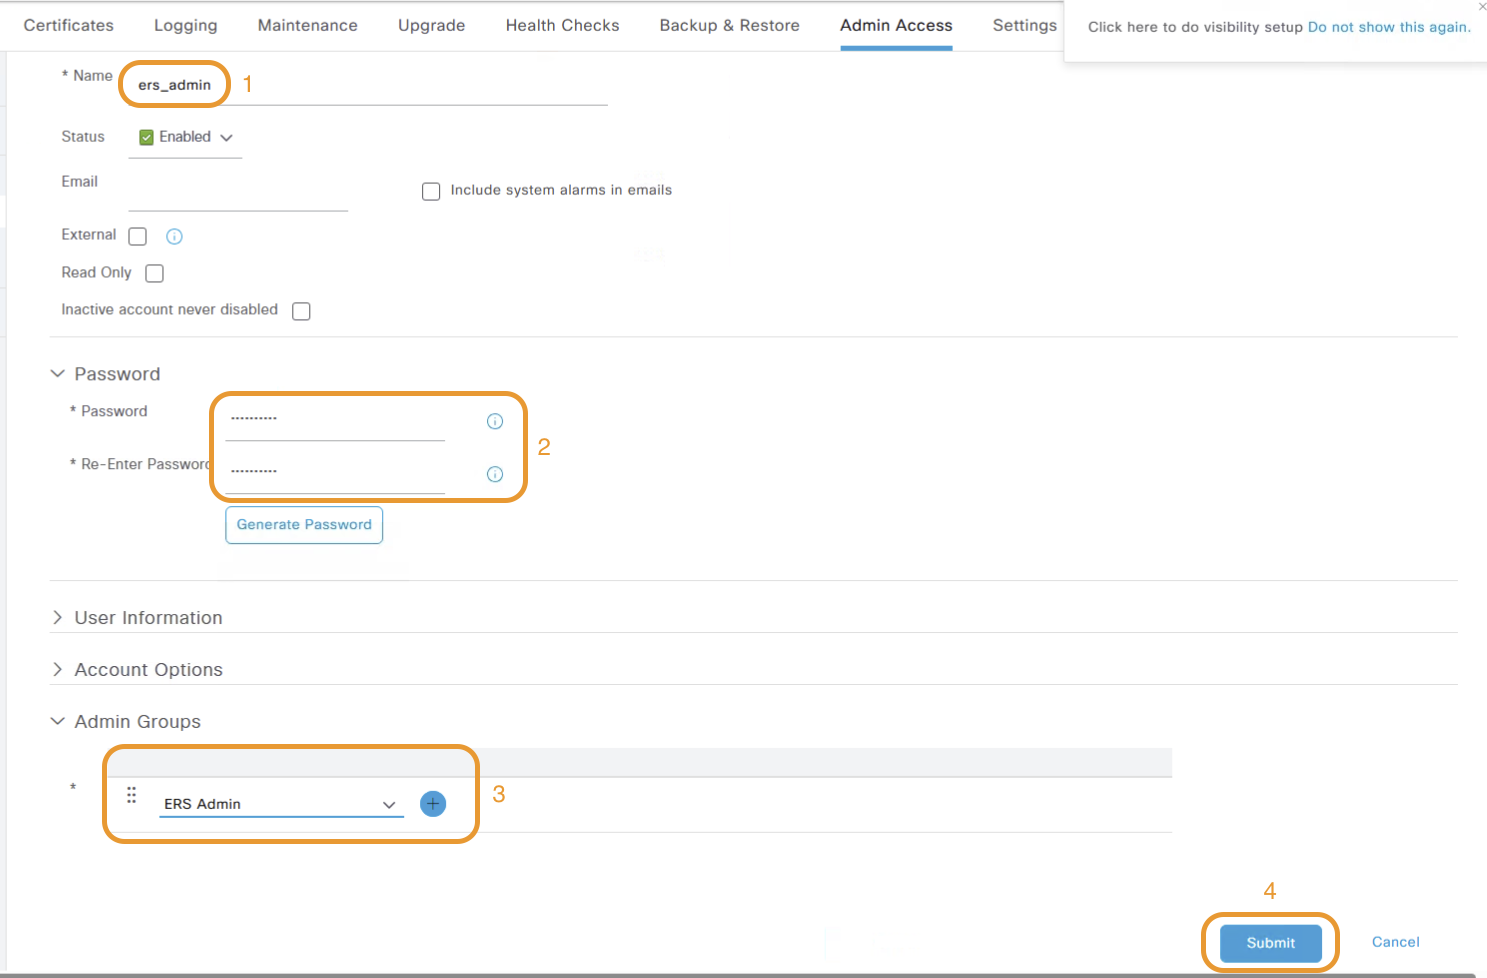 Certificates Logging Maintenance Upgrade Health Checks Backup & Restore Admin Access Settings
Click here to do visibility setup Do not show this again.
* Name ers_admin 1
Status Enabled
Email
Include system alarms in emails
External
Read Only
Inactive account never disabled
Password
* Password ••••••••••
2
* Re-Enter Password ••••••••••
Generate Password
User Information
Account Options
Admin Groups
* ERS Admin 3
4
Submit Cancel